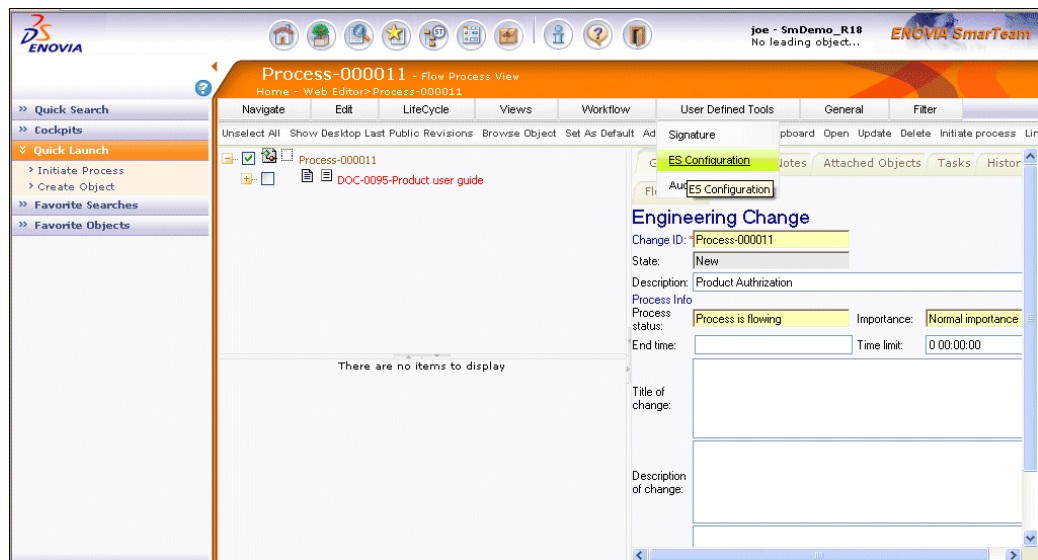 ENOVIA
joe - SmDemo_R18
No leading object...
ENOVIA SmarTeam
Process-000011 - Flow Process View
Home - Web Editor>Process-000011
>> Quick Search
>> Cockpits
Quick Launch
> Initiate Process
> Create Object
>> Favorite Searches
>> Favorite Objects
Navigate Edit LifeCycle Views Workflow User Defined Tools General Filter
Unselect All Show Desktop Last Public Revisions Browse Object Set As Default Ad pboard Open Update Delete Initiate process Lin
Signature
ES Configuration
Aud
ES Configuration
Process-000011
DOC-0095-Product user guide
There are no items to display
G Notes Attached Objects Tasks Histor
Fl
Engineering Change
Change ID: * Process-000011
State: New
Description: Product Authrization
Process Info
Process status: Process is flowing Importance: Normal importance
End time: Time limit: 0 00:00:00
Title of change:
Description of change: